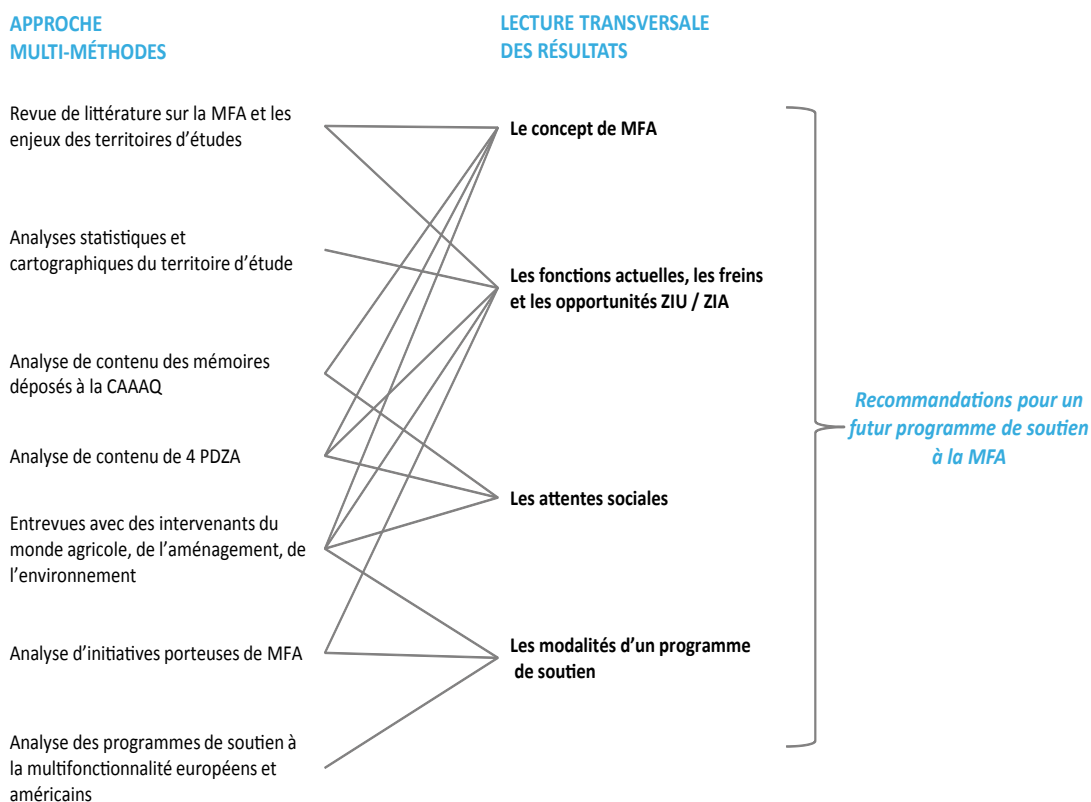 APPROCHE
MULTI-MÉTHODES
Revue de littérature sur la MFA et les
enjeux des territoires d'études
Analyses statistiques et
cartographiques du territoire d'étude
Analyse de contenu des mémoires
déposés à la CAAAQ
Analyse de contenu de 4 PDZA
Entrevues avec des intervenants du
monde agricole, de l'aménagement, de
l'environnement
Analyse d'initiatives porteuses de MFA
Analyse des programmes de soutien à
la multifonctionnalité européens et
américains
LECTURE TRANSVERSALE
DES RÉSULTATS
Le concept de MFA
Les fonctions actuelles, les freins
et les opportunités ZIU / ZIA
Les attentes sociales
Les modalités d'un programme
de soutien
Recommandations pour un
futur programme de soutien
à la MFA